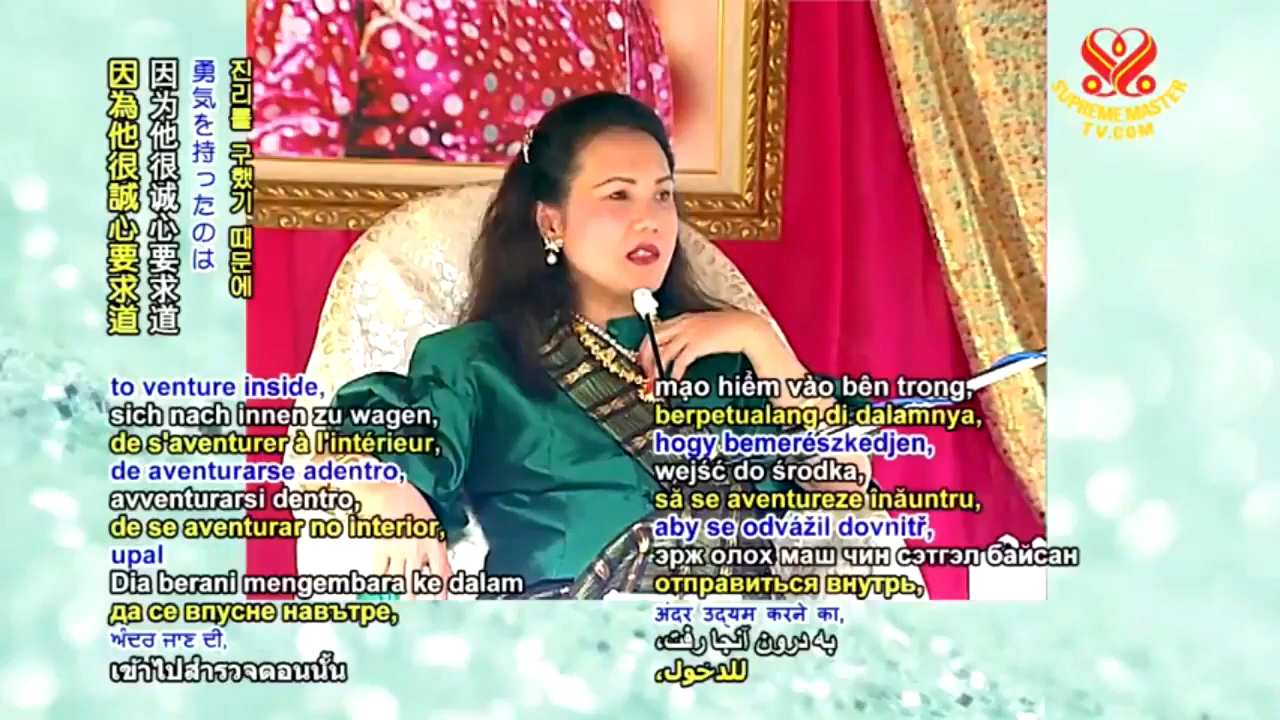 因為他很誠心要求道
因为他很诚心要求道
勇気を持ったのは
진리를 구했기 때문에
SUPREME MASTER
TV.COM
to venture inside,
sich nach innen zu wagen,
de s'aventurer à l'intérieur,
de aventurarse adentro,
avventurarsi dentro,
de se aventurar no interior,
upal
Dia berani mengembara ke dalam
да се впусне навътре,
ਅੰਦਰ ਜਾਣ ਦੀ,
เข้าไปสำรวจตอนนั้น
mạo hiểm vào bên trong,
berpetualang di dalamnya,
hogy bemerészkedjen,
wejść do środka,
să se aventureze înăuntru,
aby se odvážil dovnitř,
эрж олох маш чин сэтгэл байсан
отправиться внутрь,
अंदर उद्यम करने का,
به درون آنجا رفت،
للدخول،